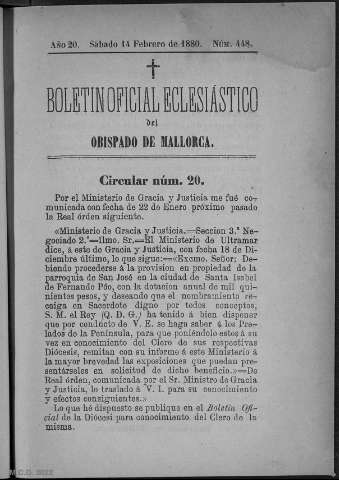 Año 20. Sábado 14 Febrero de 1880. Núm. 448.
BOLETIN OFICIAL ECLESIÁSTICO
del
OBISPADO DE MALLORCA.
Circular núm. 20.
Por el Ministerio de Gracia y Justicia me fué co-
municada con fecha de 22 de Enero próximo pasado
la Real órden siguiente.
«Ministerio de Gracia y Justicia.—Seccion 3.ª Ne-
gociado 2.º—Ilmo. Sr.—El Ministerio de Ultramar
dice, á este de Gracia y Justicia, con fecha 18 de Di-
ciembre último, lo que sigue:—«Excmo. Señor: De-
biendo procederse á la provision en propiedad de la
parroquia de San José en la ciudad de Santa Isabel
de Fernando Póo, con la dotacion anual de mil qui-
nientos pesos, y deseando que el nombramiento re-
caiga en Sacerdote digno por todos conceptos,
S. M. el Rey (Q. D. G.) ha tenido á bien disponer
que por conducto de V. E. se haga saber á los Pre-
lados de la Península, para que poniéndolo estos á su
vez en conocimiento del Clero de sus respectivas
Diócesis, remitan con su informe á este Ministerio á
la mayor brevedad las exposiciones que puedan pre-
sentárseles en solicitud de dicho beneficio.»—De
Real órden, comunicada por el Sr. Ministro de Gracia
y Justicia, lo traslado á V. I. para su conocimiento
y efectos consiguientes.»
Lo que hé dispuesto se publique en el Boletin Ofi-
cial de la Diócesi para conocimiento del Clero de la
misma.